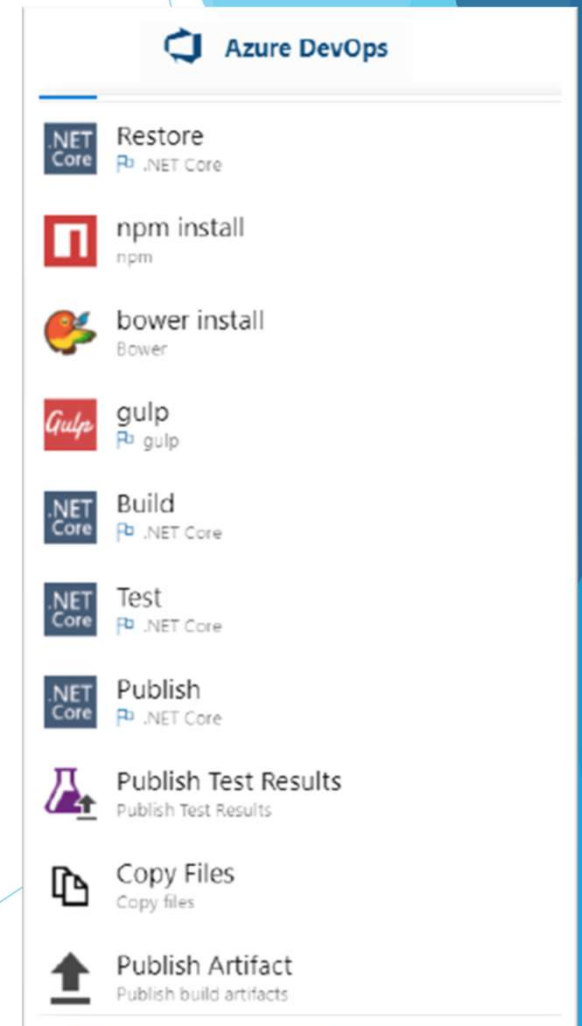 Azure DevOps
.NET
Core
Restore
.NET Core
npm install
npm
bower install
Bower
Gulp
gulp
gulp
.NET
Core
Build
.NET Core
.NET
Core
Test
.NET Core
.NET
Core
Publish
.NET Core
Publish Test Results
Publish Test Results
Copy Files
Copy files
Publish Artifact
Publish build artifacts